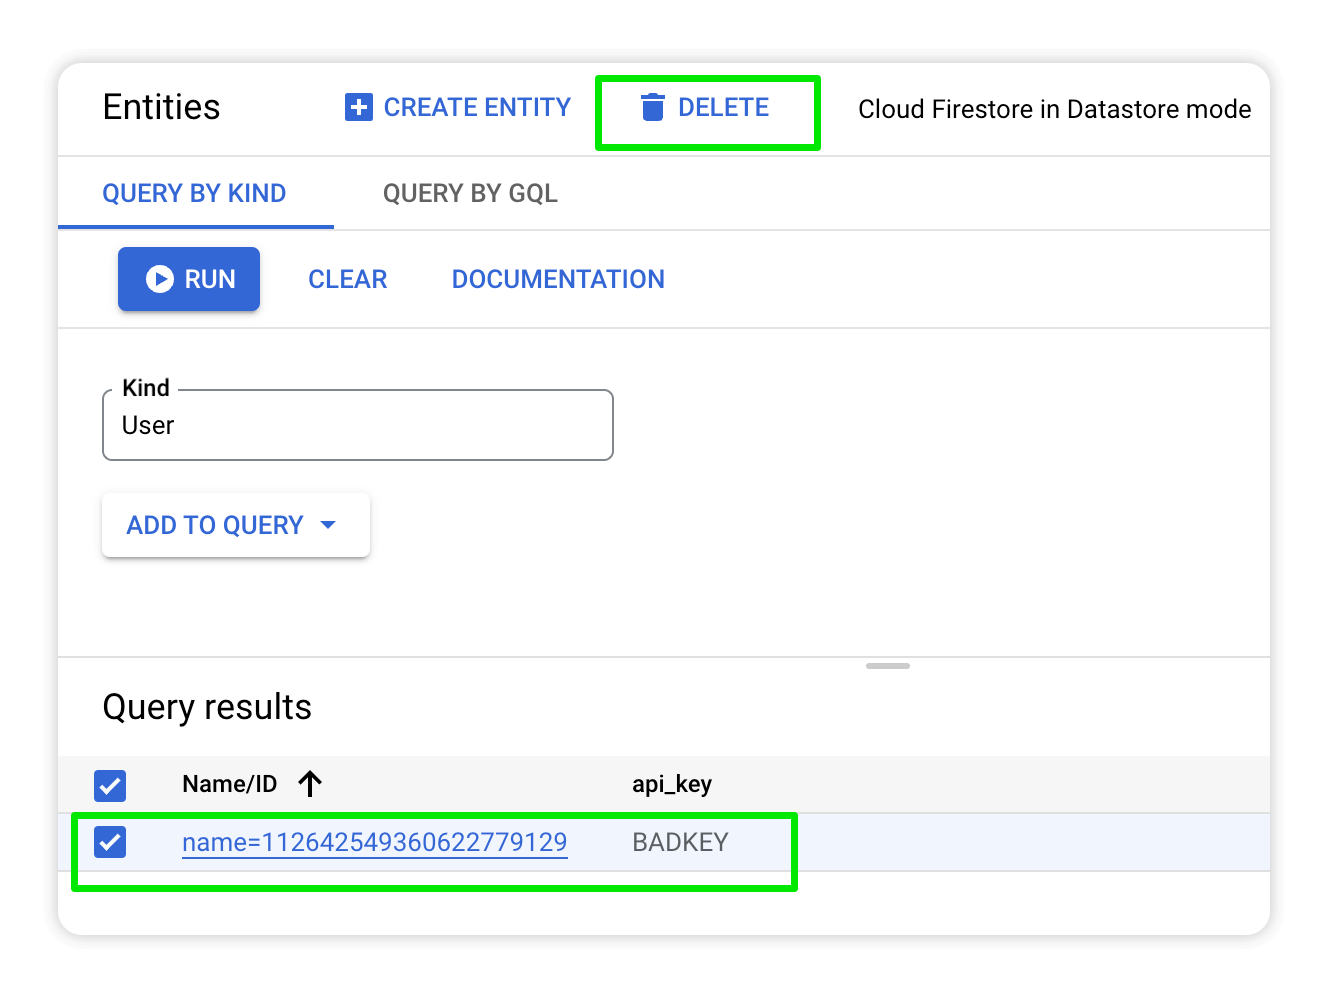 Entities CREATE ENTITY DELETE Cloud Firestore in Datastore mode
QUERY BY KIND QUERY BY GQL
RUN CLEAR DOCUMENTATION
Kind
User
ADD TO QUERY
Query results
Name/ID api_key
name=112642549360622779129 BADKEY